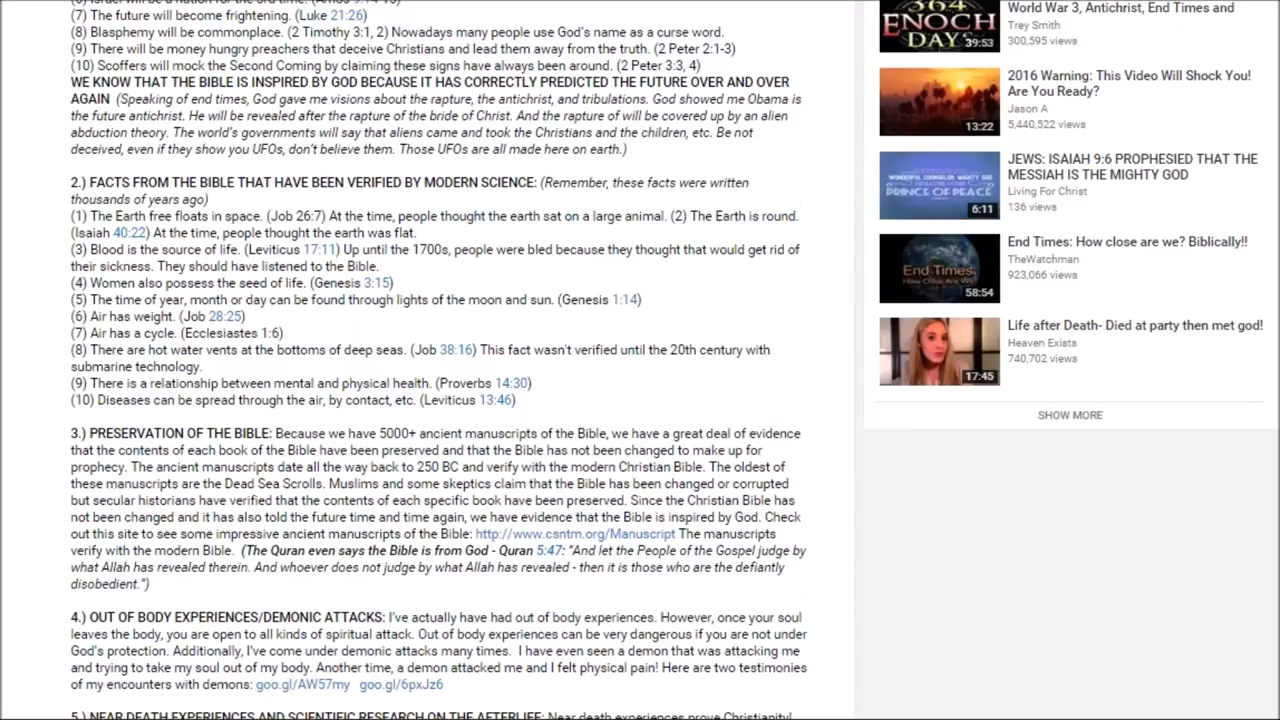 (7) The future will become frightening. (Luke 21:26)
(8) Blasphemy will be commonplace. (2 Timothy 3:1, 2) Nowadays many people use God's name as a curse word.
(9) There will be money hungry preachers that deceive Christians and lead them away from the truth. (2 Peter 2:1-3)
(10) Scoffers will mock the Second Coming by claiming these signs have always been around. (2 Peter 3:3, 4)
WE KNOW THAT THE BIBLE IS INSPIRED BY GOD BECAUSE IT HAS CORRECTLY PREDICTED THE FUTURE OVER AND OVER
AGAIN (Speaking of end times, God gave me visions about the rapture, the antichrist, and tribulations. God showed me Obama is
the future antichrist. He will be revealed after the rapture of the bride of Christ. And the rapture of will be covered up by an alien
abduction theory. The world's governments will say that aliens came and took the Christians and the children, etc. Be not
deceived, even if they show you UFOs, don't believe them. Those UFOs are all made here on earth.)
2.) FACTS FROM THE BIBLE THAT HAVE BEEN VERIFIED BY MODERN SCIENCE: (Remember, these facts were written
thousands of years ago)
(1) The Earth free floats in space. (Job 26:7) At the time, people thought the earth sat on a large animal. (2) The Earth is round.
(Isaiah 40:22) At the time, people thought the earth was flat.
(3) Blood is the source of life. (Leviticus 17:11) Up until the 1700s, people were bled because they thought that would get rid of
their sickness. They should have listened to the Bible.
(4) Women also possess the seed of life. (Genesis 3:15)
(5) The time of year, month or day can be found through lights of the moon and sun. (Genesis 1:14)
(6) Air has weight. (Job 28:25)
(7) Air has a cycle. (Ecclesiastes 1:6)
(8) There are hot water vents at the bottoms of deep seas. (Job 38:16) This fact wasn't verified until the 20th century with
submarine technology.
(9) There is a relationship between mental and physical health. (Proverbs 14:30)
(10) Diseases can be spread through the air, by contact, etc. (Leviticus 13:46)
3.) PRESERVATION OF THE BIBLE: Because we have 5000+ ancient manuscripts of the Bible, we have a great deal of evidence
that the contents of each book of the Bible have been preserved and that the Bible has not been changed to make up for
prophecy. The ancient manuscripts date all the way back to 250 BC and verify with the modern Christian Bible. The oldest of
these manuscripts are the Dead Sea Scrolls. Muslims and some skeptics claim that the Bible has been changed or corrupted
but secular historians have verified that the contents of each specific book have been preserved. Since the Christian Bible has
not been changed and it has also told the future time and time again, we have evidence that the Bible is inspired by God. Check
out this site to see some impressive ancient manuscripts of the Bible: http://www.csntm.org/Manuscript The manuscripts
verify with the modern Bible. (The Quran even says the Bible is from God - Quran 5:47: "And let the People of the Gospel judge by
what Allah has revealed therein. And whoever does not judge by what Allah has revealed - then it is those who are the defiantly
disobedient.")
4.) OUT OF BODY EXPERIENCES/DEMONIC ATTACKS: I've actually have had out of body experiences. However, once your soul
leaves the body, you are open to all kinds of spiritual attack. Out of body experiences can be very dangerous if you are not under
God's protection. Additionally, I've come under demonic attacks many times. I have even seen a demon that was attacking me
and trying to take my soul out of my body. Another time, a demon attacked me and I felt physical pain! Here are two testimonies
of my encounters with demons: goo.gl/AW57my goo.gl/6pxJz6
5.) NEAR DEATH EXPERIENCES AND SCIENTIFIC RESEARCH ON THE AFTERLIFE: Near death experiences prove Christianity!
364
ENOCH
DAY
39:53
World War 3, Antichrist, End Times and
Trey Smith
300,595 views
13:22
2016 Warning: This Video Will Shock You!
Are You Ready?
Jason A
5,440,522 views
PRINCE OF PEACE
6:11
JEWS: ISAIAH 9:6 PROPHESIED THAT THE
MESSIAH IS THE MIGHTY GOD
Living For Christ
136 views
End Times:
How Close Are We?
58:54
End Times: How close are we? Biblically!!
TheWatchman
923,066 views
17:45
Life after Death- Died at party then met god!
Heaven Exists
740,702 views
SHOW MORE